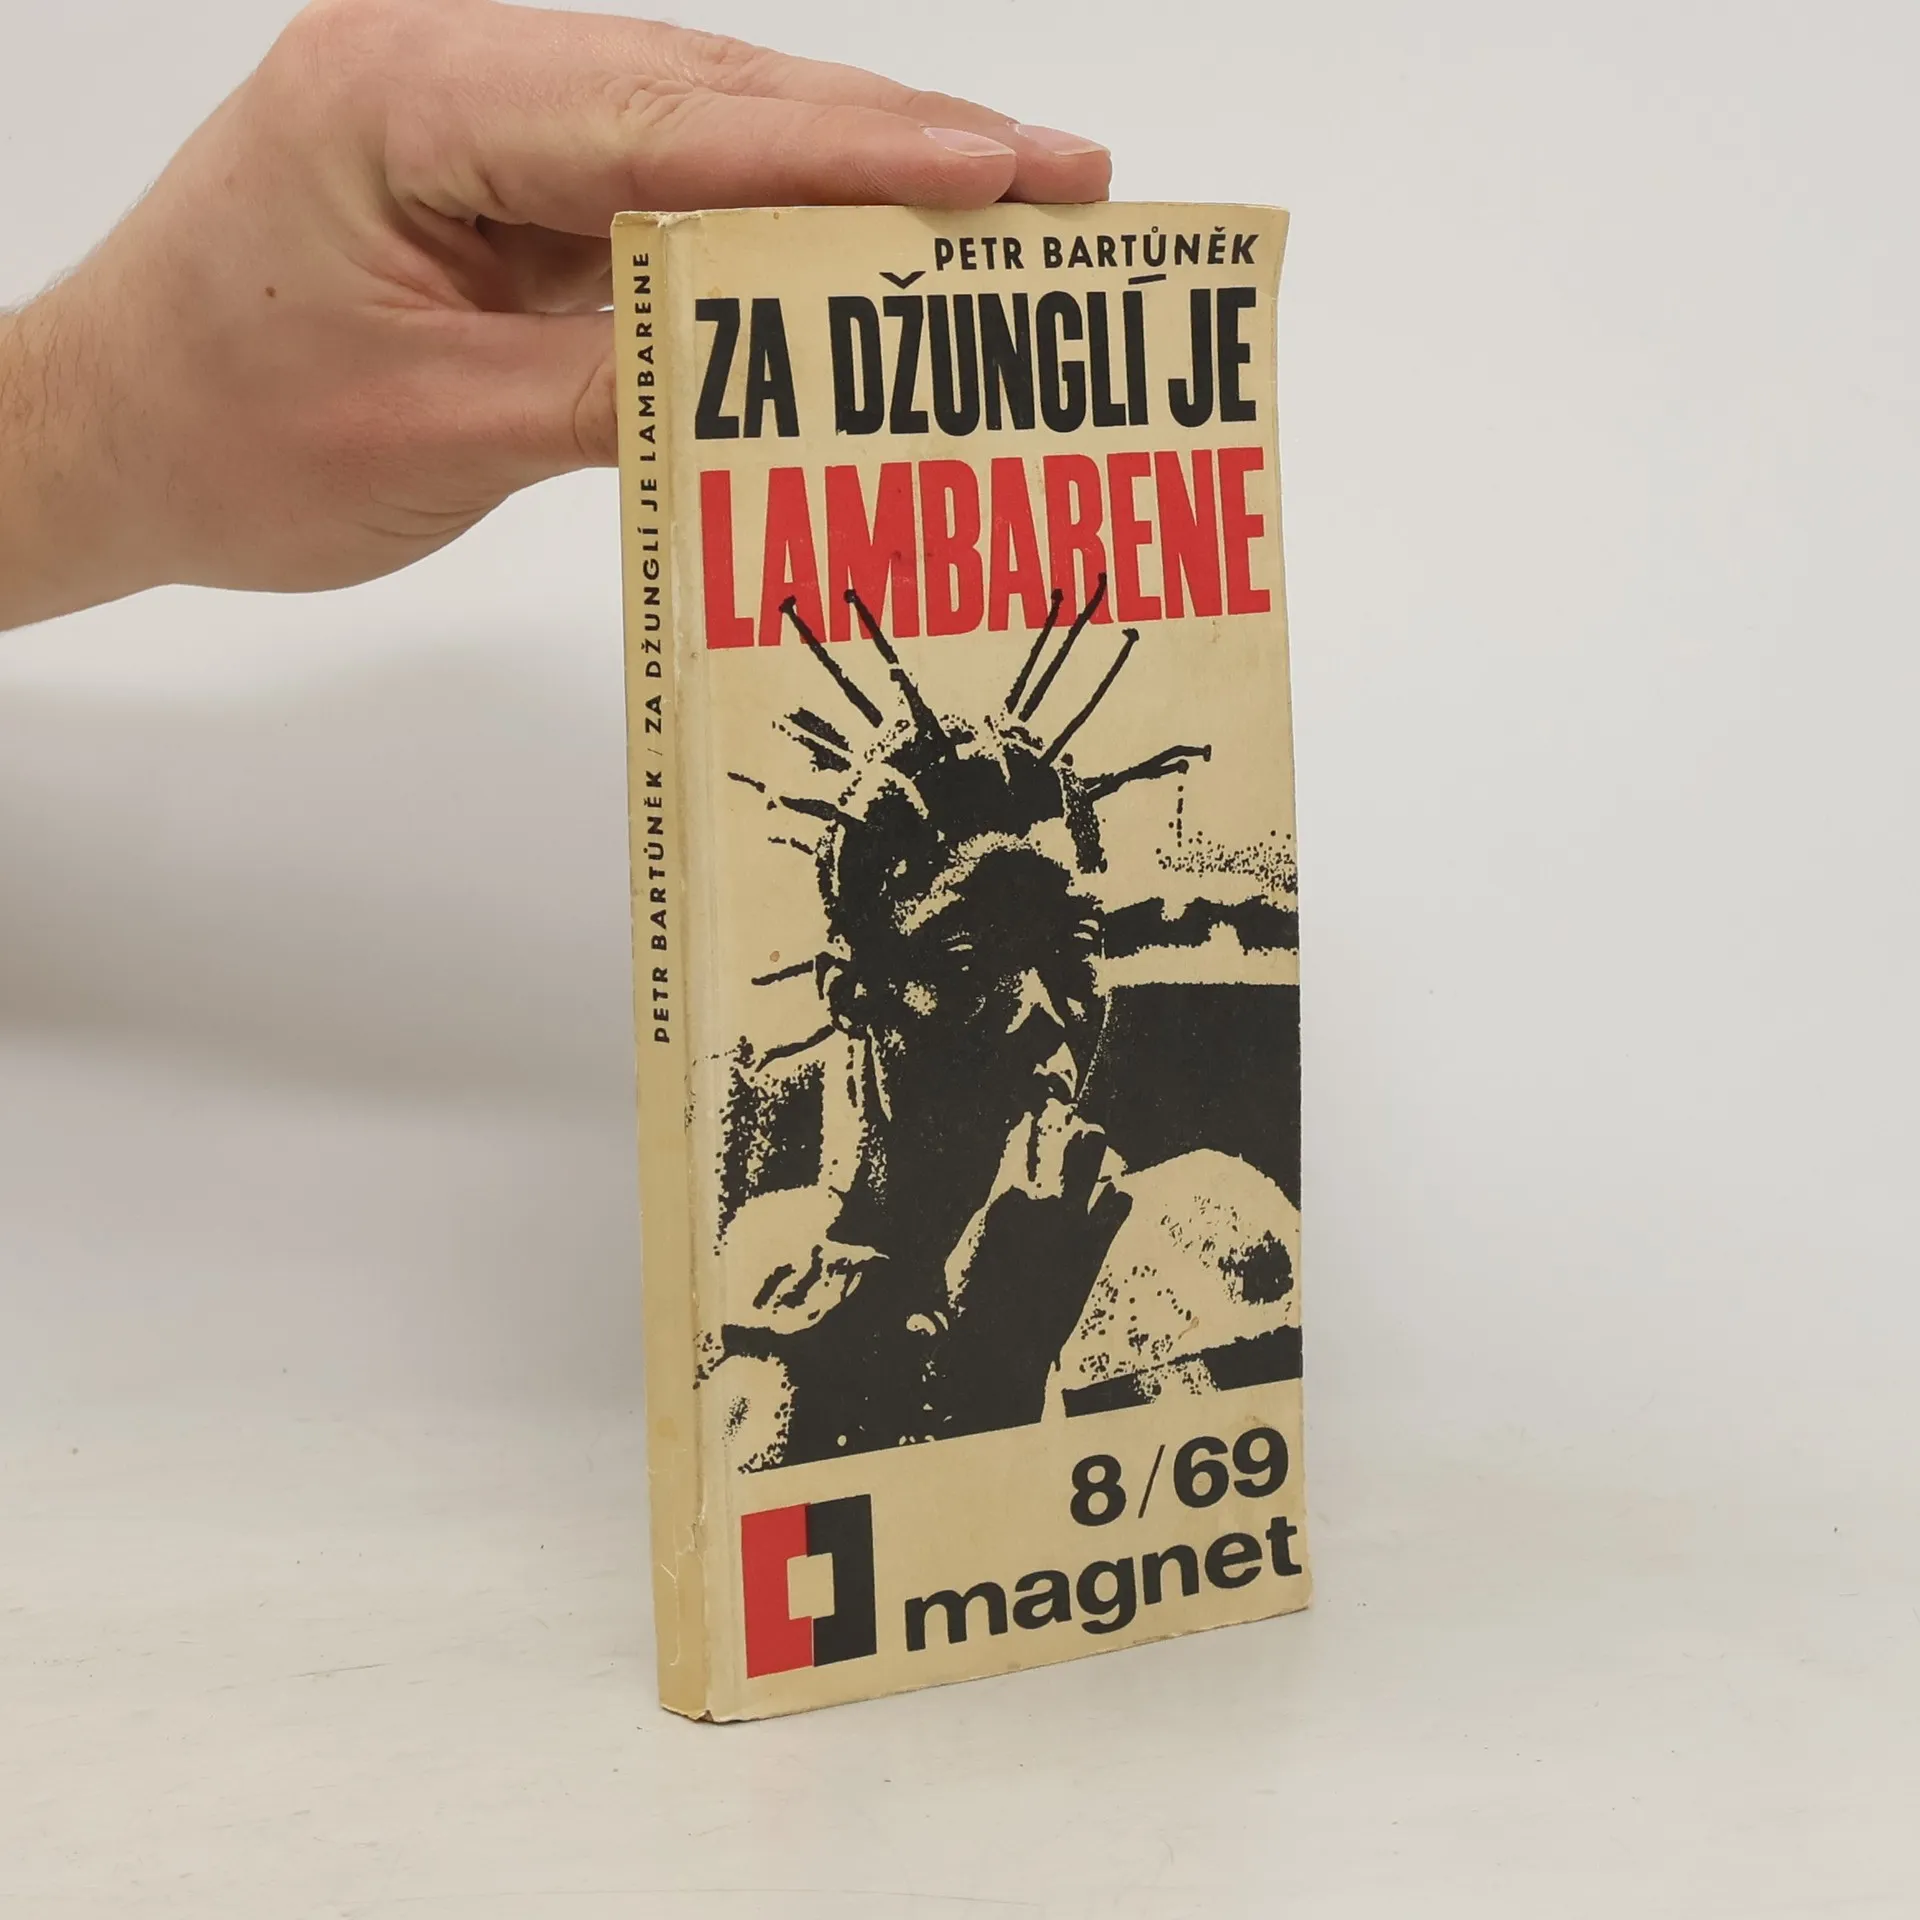 PETR BARTŮNĚK
ZA DŽUNGLÍ JE
LAMBARENE
8/69
magnet
PETR BARTŮNĚK / ZA DŽUNGLÍ JE LAMBARENE